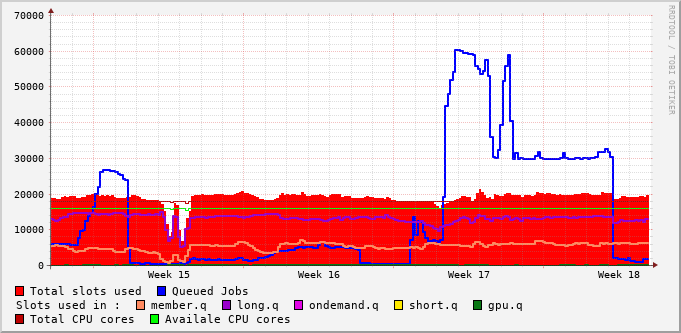 70000
60000
50000
40000
30000
20000
10000
0
Week 15 Week 16 Week 17 Week 18
Total slots used Queued Jobs
Slots used in : member.q long.q ondemand.q short.q gpu.q
Total CPU cores Availale CPU cores
RRDTOOL / TOBI OETIKER